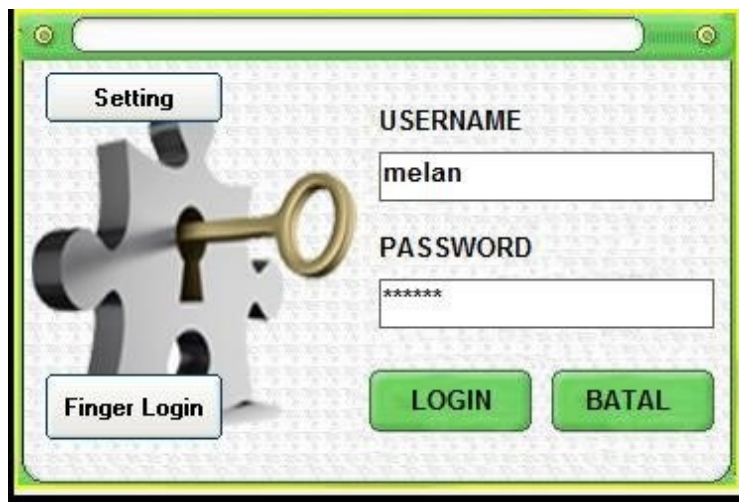 Setting
USERNAME
melan
PASSWORD
******
Finger Login
LOGIN
BATAL